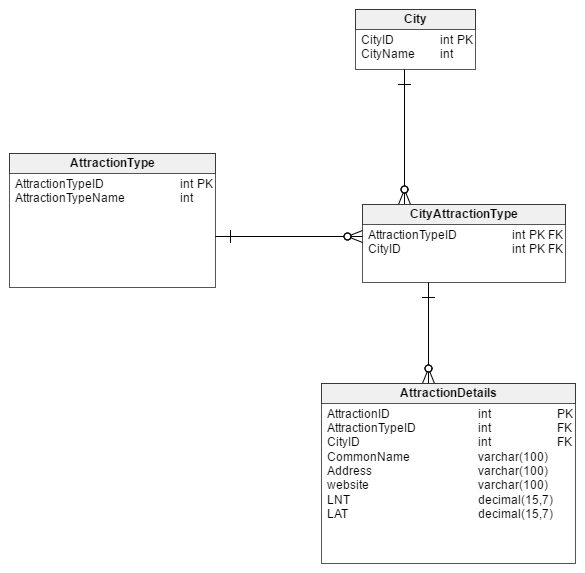 City
CityID int PK
CityName int
AttractionType
AttractionTypeID int PK
AttractionTypeName int
CityAttractionType
AttractionTypeID int PK FK
CityID int PK FK
AttractionDetails
AttractionID int PK
AttractionTypeID int FK
CityID int FK
CommonName varchar(100)
Address varchar(100)
website varchar(100)
LNT decimal(15,7)
LAT decimal(15,7)